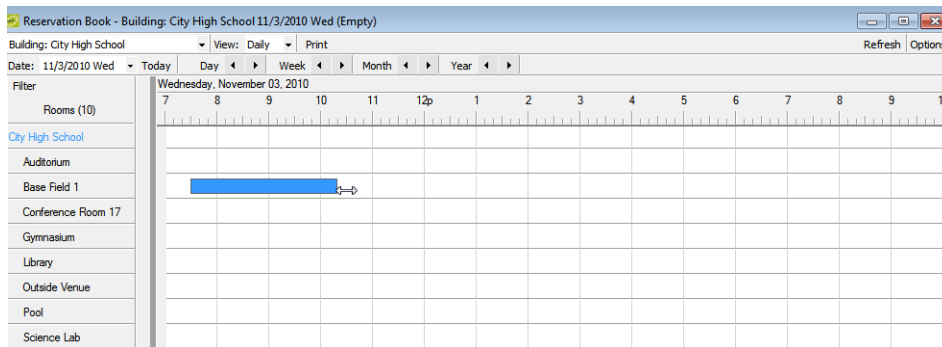 Reservation Book - Building: City High School 11/3/2010 Wed (Empty)
Building: City High School View: Daily Print Refresh Option
Date: 11/3/2010 Wed Today Day Week Month Year
Filter Wednesday, November 03, 2010
7 8 9 10 11 12p 1 2 3 4 5 6 7 8 9 1
Rooms (10)
City High School
Auditorium
Base Field 1
Conference Room 17
Gymnasium
Library
Outside Venue
Pool
Science Lab